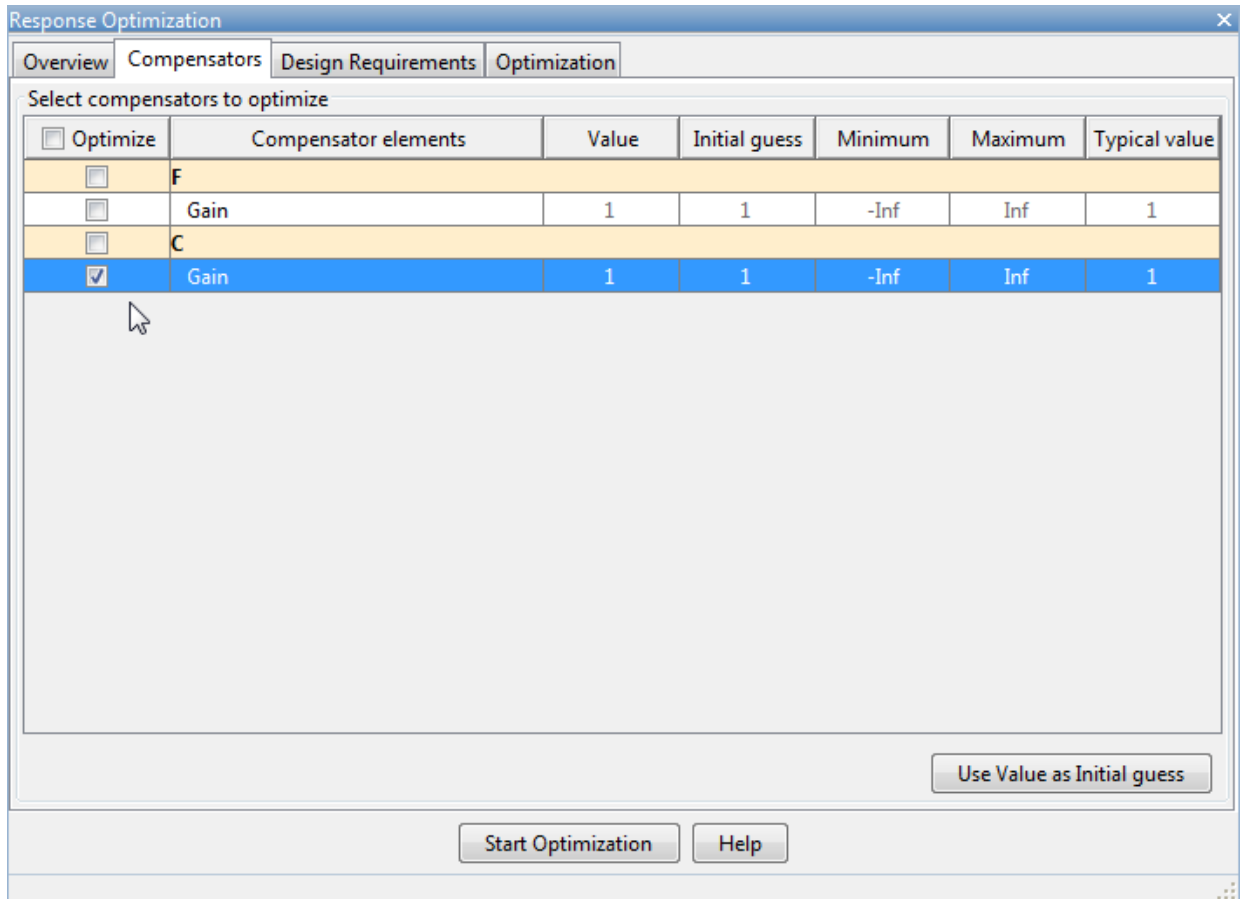 Response Optimization
Overview Compensators Design Requirements Optimization
Select compensators to optimize
Optimize Compensator elements Value Initial guess Minimum Maximum Typical value
F
Gain 1 1 -Inf Inf 1
C
Gain 1 1 -Inf Inf 1
Use Value as Initial guess
Start Optimization Help